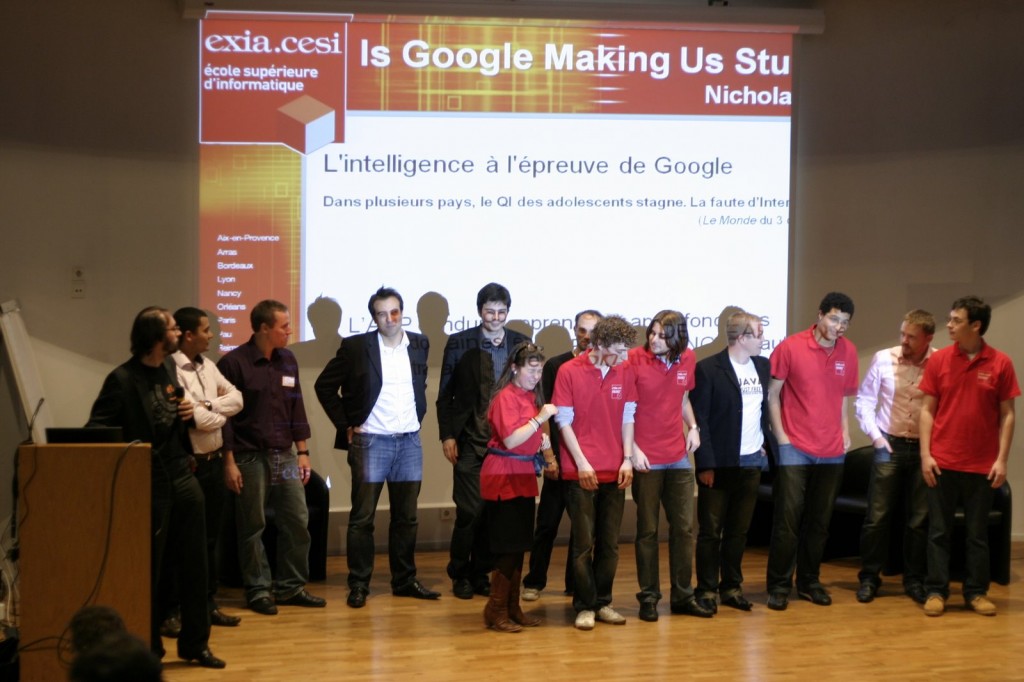 exia.cesi
école supérieure
d'informatique
Is Google Making Us Stu
Nichola
L'intelligence à l'épreuve de Google
Dans plusieurs pays, le QI des adolescents stagne. La faute d'Inter
(Le Monde du 3
Aix-en-Provence
Arras
Bordeaux
Lyon
Nancy
Orléans
Paris
Pau
JAVA